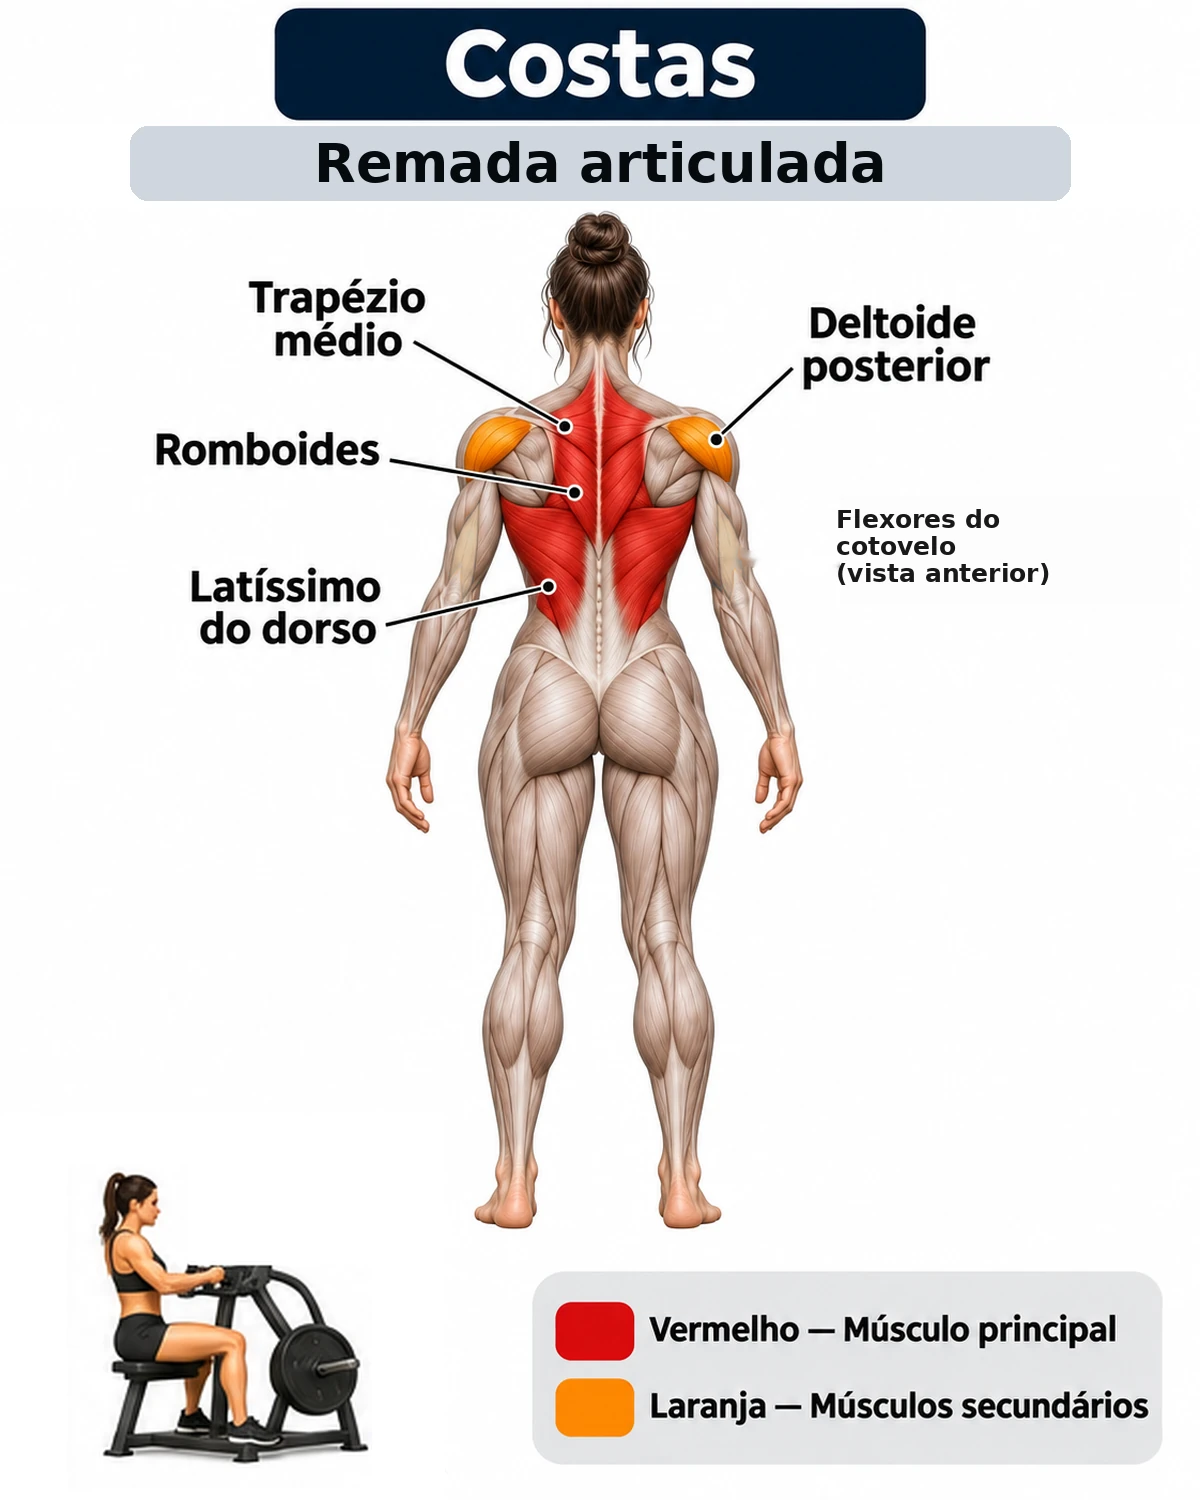 Costas
Remada articulada
Trapézio
médio
Deltoide
posterior
Romboides
Flexores do
cotovelo
(vista anterior)
Latíssimo
do dorso
Vermelho — Músculo principal
Laranja — Músculos secundários